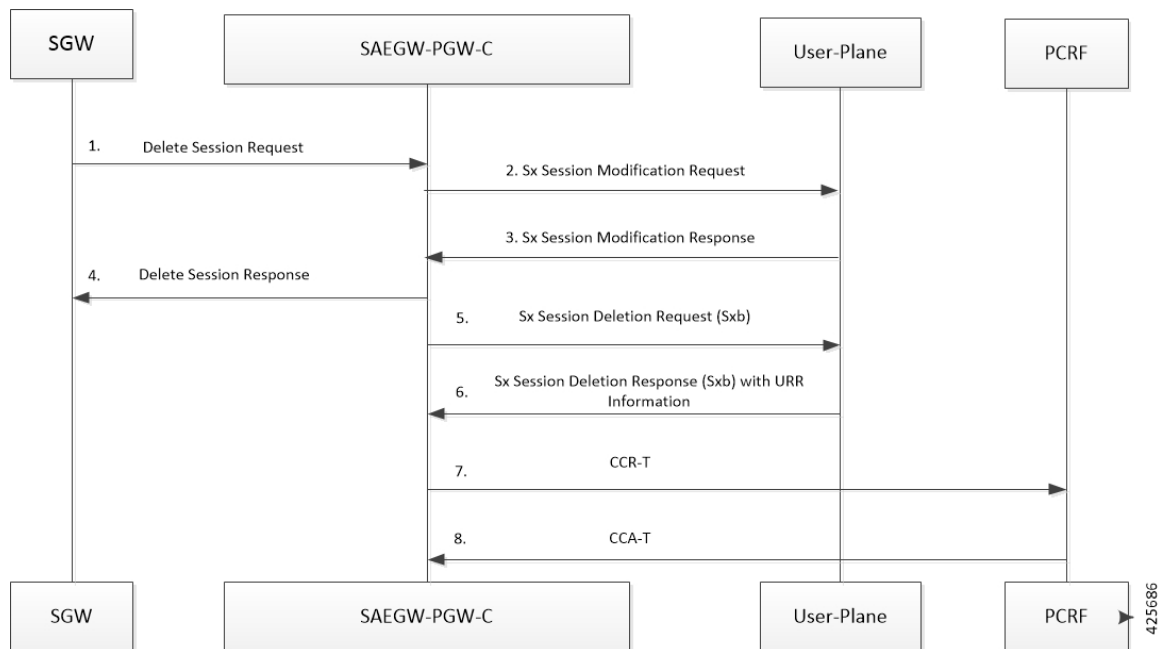 SGW
SAEGW-PGW-C
User-Plane
PCRF
1. Delete Session Request
2. Sx Session Modification Request
3. Sx Session Modification Response
4. Delete Session Response
5. Sx Session Deletion Request (Sxb)
6. Sx Session Deletion Response (Sxb) with URR
Information
7. CCR-T
8. CCA-T
SGW
SAEGW-PGW-C
User-Plane
PCRF
425686